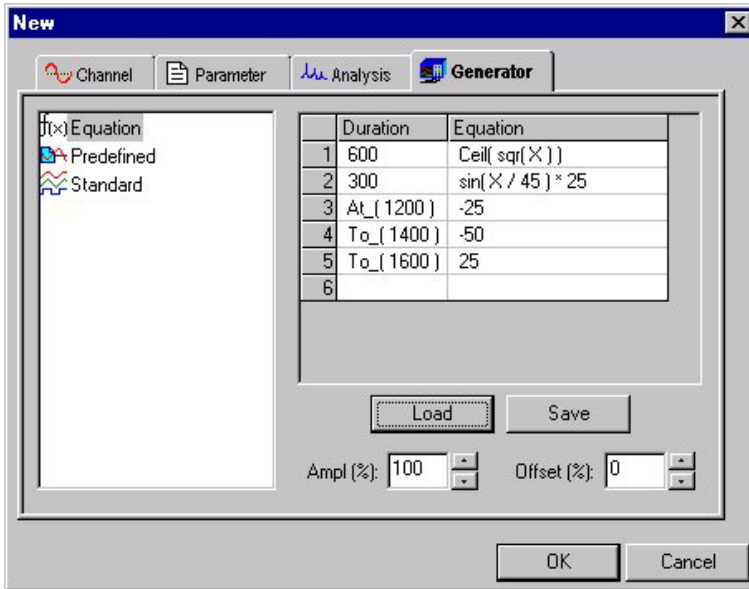 New
Channel Parameter Analysis Generator
f(x) Equation
Predefined
Standard
Duration Equation
1 600 Ceil( sqr( X ) )
2 300 sin( X / 45 ) * 25
3 At_( 1200 ) -25
4 To_( 1400 ) -50
5 To_( 1600 ) 25
6
Load Save
Ampl (%): 100 Offset (%): 0
OK Cancel